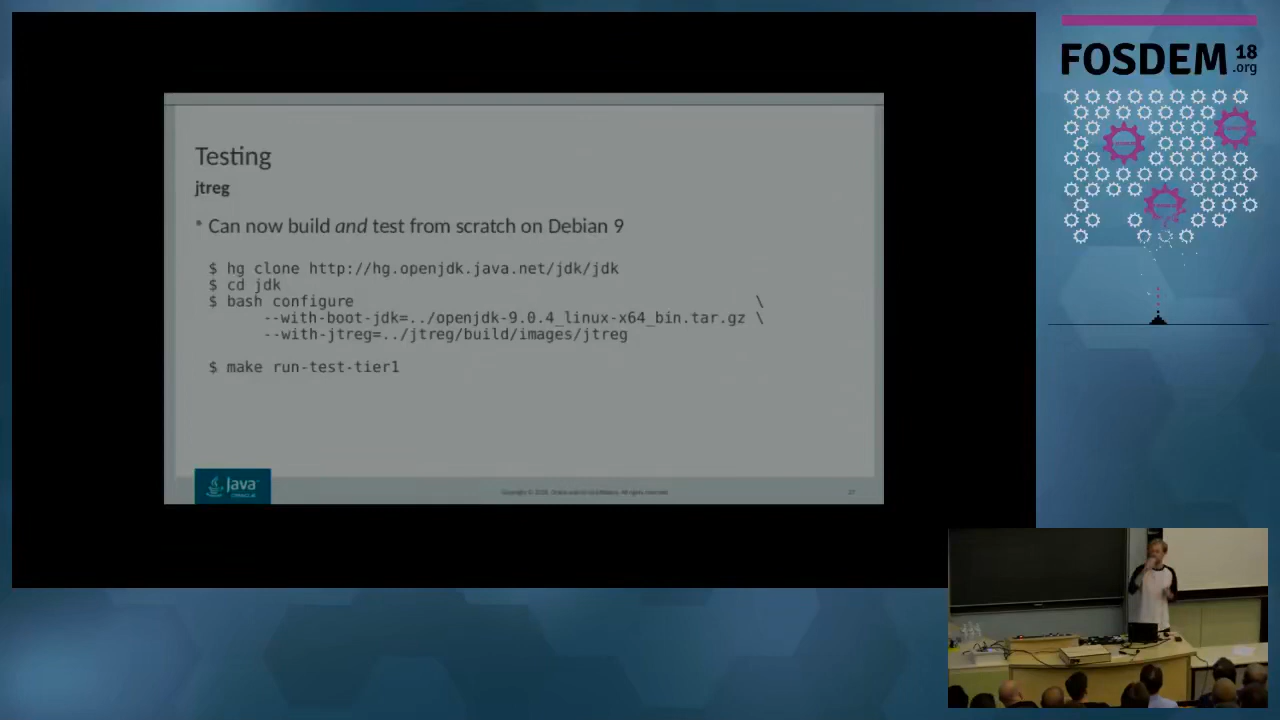 FOSDEM 18
.org
Testing
jtreg
* Can now build and test from scratch on Debian 9
$ hg clone http://hg.openjdk.java.net/jdk/jdk
$ cd jdk
$ bash configure \
--with-boot-jdk=../openjdk-9.0.4_linux-x64_bin.tar.gz \
--with-jtreg=../jtreg/build/images/jtreg
$ make run-test-tier1
Java
ORACLE
27